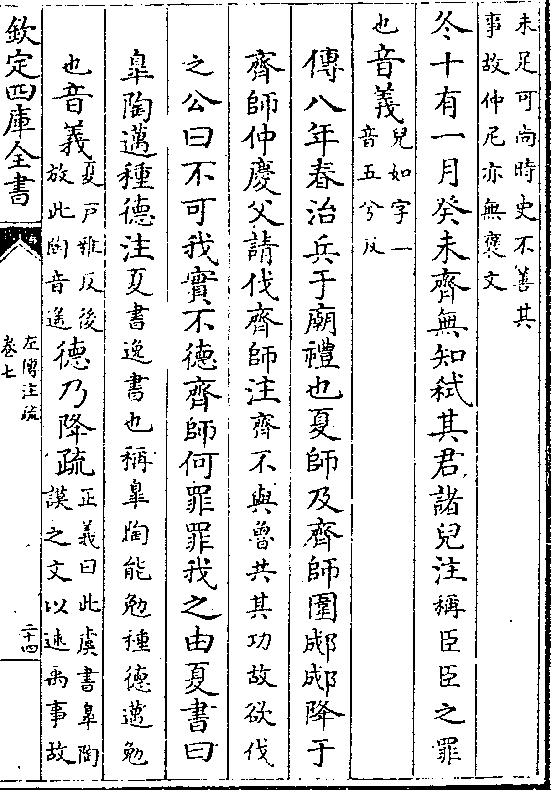 未足可尚時史不善其
事故仲尼亦無褒文
冬十有一月癸未齊無知弑其君諸兒注稱臣臣之罪
也音義兒如字一
音五兮反
傳八年春治兵于廟禮也夏師及齊師圍郕郕降于
齊師仲慶父請伐齊師注齊不與魯共其功故欲伐
之公曰不可我實不德齊師何罪罪我之由夏書曰
臯陶邁種德注夏書逸書也稱臯陶能勉種德邁勉
也音義夏戸雅反後
放此陶音遥德乃降疏正義曰此虞書臯陶
謨之文以述禹事故
欽定四庫全書
左傳注疏
卷七
二十四